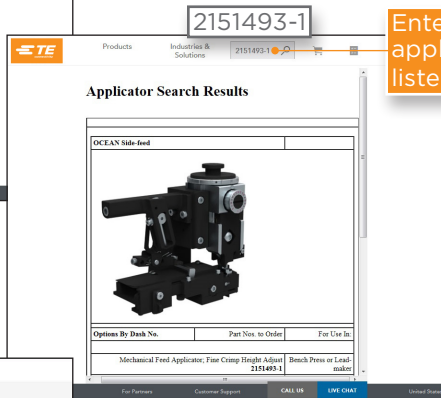 2151493-1
Ente
appl
liste
TE
Products
Industries &
Solutions
2151493-1
Applicator Search Results
OCEAN Side-feed
Options By Dash No.
Part Nos. to Order
For Use In:
Mechanical Feed Applicator; Fine Crimp Height Adjust
2151493-1
Bench Press or Lead-
maker
For Partners
Customer Support
CALL US
LIVE CHAT
United States